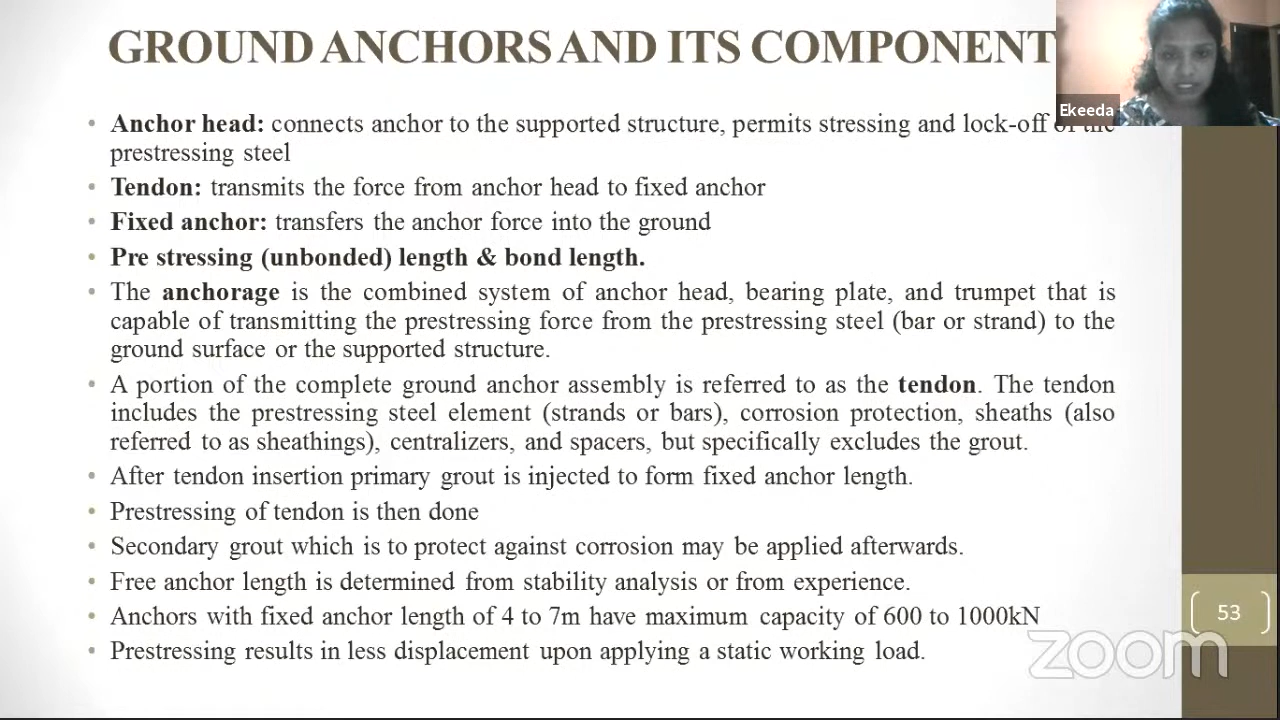 GROUND ANCHORS AND ITS COMPONENT
Ekeeda
• Anchor head: connects anchor to the supported structure, permits stressing and lock-off of the
prestressing steel
• Tendon: transmits the force from anchor head to fixed anchor
• Fixed anchor: transfers the anchor force into the ground
• Pre stressing (unbonded) length & bond length.
• The anchorage is the combined system of anchor head, bearing plate, and trumpet that is
capable of transmitting the prestressing force from the prestressing steel (bar or strand) to the
ground surface or the supported structure.
• A portion of the complete ground anchor assembly is referred to as the tendon. The tendon
includes the prestressing steel element (strands or bars), corrosion protection, sheaths (also
referred to as sheathings), centralizers, and spacers, but specifically excludes the grout.
• After tendon insertion primary grout is injected to form fixed anchor length.
• Prestressing of tendon is then done
• Secondary grout which is to protect against corrosion may be applied afterwards.
• Free anchor length is determined from stability analysis or from experience.
• Anchors with fixed anchor length of 4 to 7m have maximum capacity of 600 to 1000kN
53
• Prestressing results in less displacement upon applying a static working load.
zoom